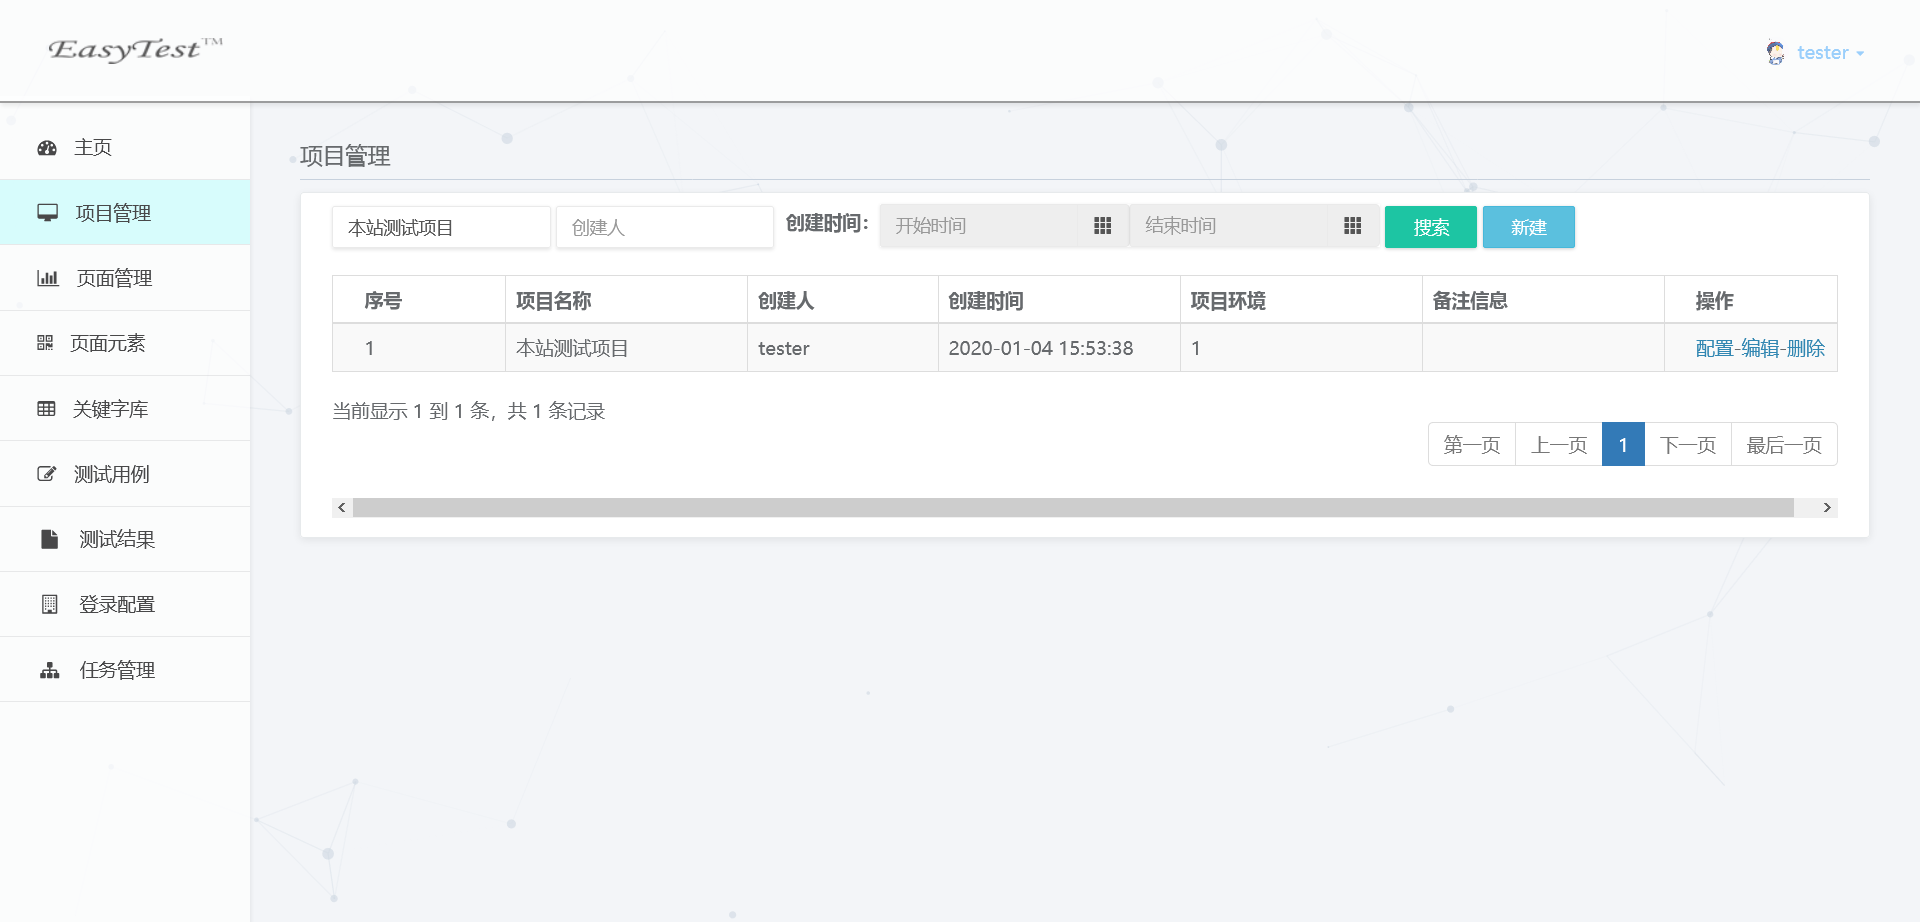 EasyTest™
tester
主页
项目管理
页面管理
页面元素
关键字库
测试用例
测试结果
登录配置
任务管理
项目管理
本站测试项目 创建人 创建时间： 开始时间 结束时间 搜索 新建
序号 项目名称 创建人 创建时间 项目环境 备注信息 操作
1 本站测试项目 tester 2020-01-04 15:53:38 1 配置-编辑-删除
当前显示 1 到 1 条，共 1 条记录
第一页 上一页 1 下一页 最后一页